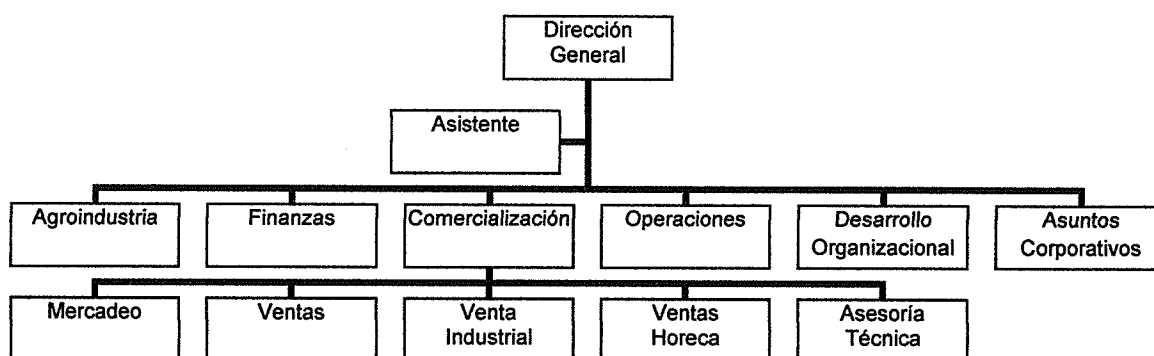 Dirección
General
Asistente
Agroindustria
Finanzas
Comercialización
Operaciones
Desarrollo
Organizacional
Asuntos
Corporativos
Mercadeo
Ventas
Venta
Industrial
Ventas
Horeca
Asesoría
Técnica